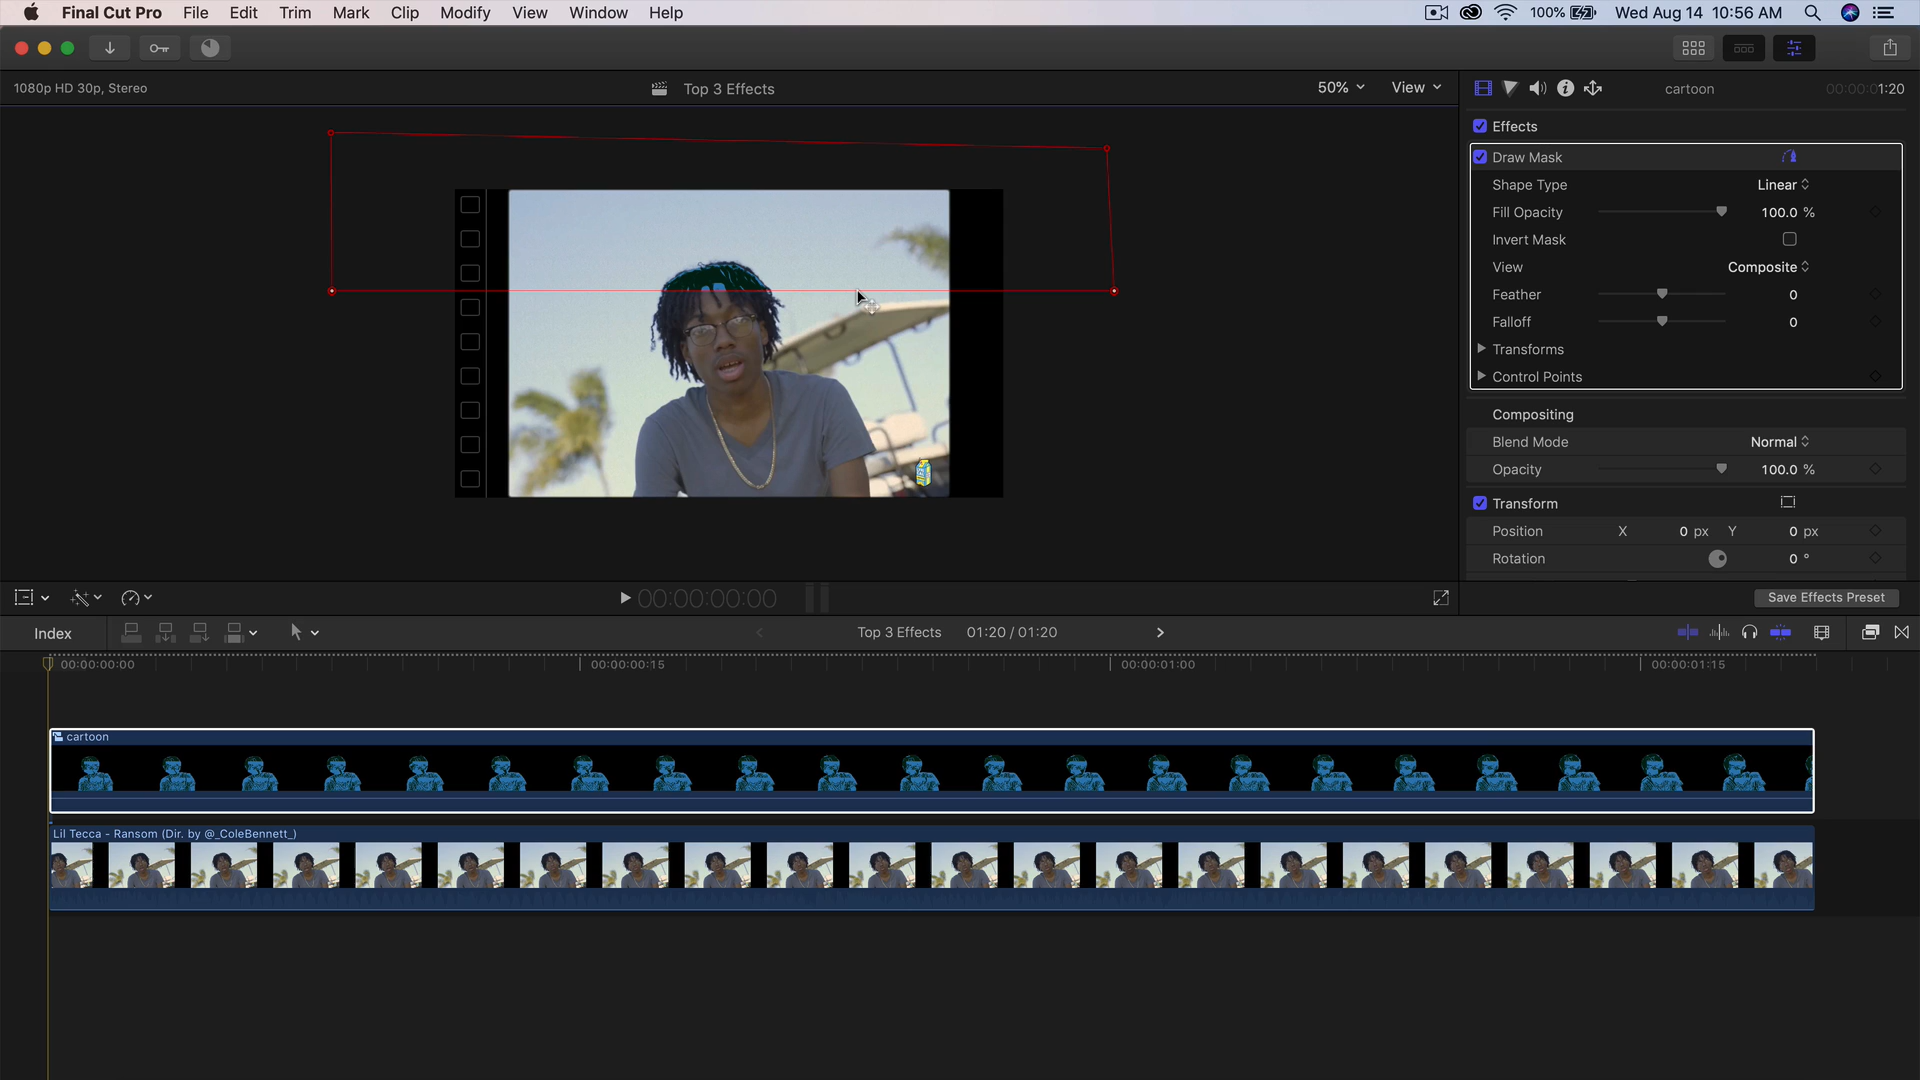 Final Cut Pro File Edit Trim Mark Clip Modify View Window Help 100% Wed Aug 14 10:56 AM
1080p HD 30p, Stereo Top 3 Effects 50% View cartoon 00:00:01:20
Effects
Draw Mask
Shape Type Linear
Fill Opacity 100.0 %
Invert Mask
View Composite
Feather 0
Falloff 0
Transforms
Control Points
Compositing
Blend Mode Normal
Opacity 100.0 %
Transform
Position X 0 px Y 0 px
Rotation 0 °
00:00:00:00 Save Effects Preset
Index Top 3 Effects 01:20 / 01:20
00:00:00:00 00:00:00:15 00:00:01:00 00:00:01:15
cartoon
Lil Tecca - Ransom (Dir. by @_ColeBennett_)